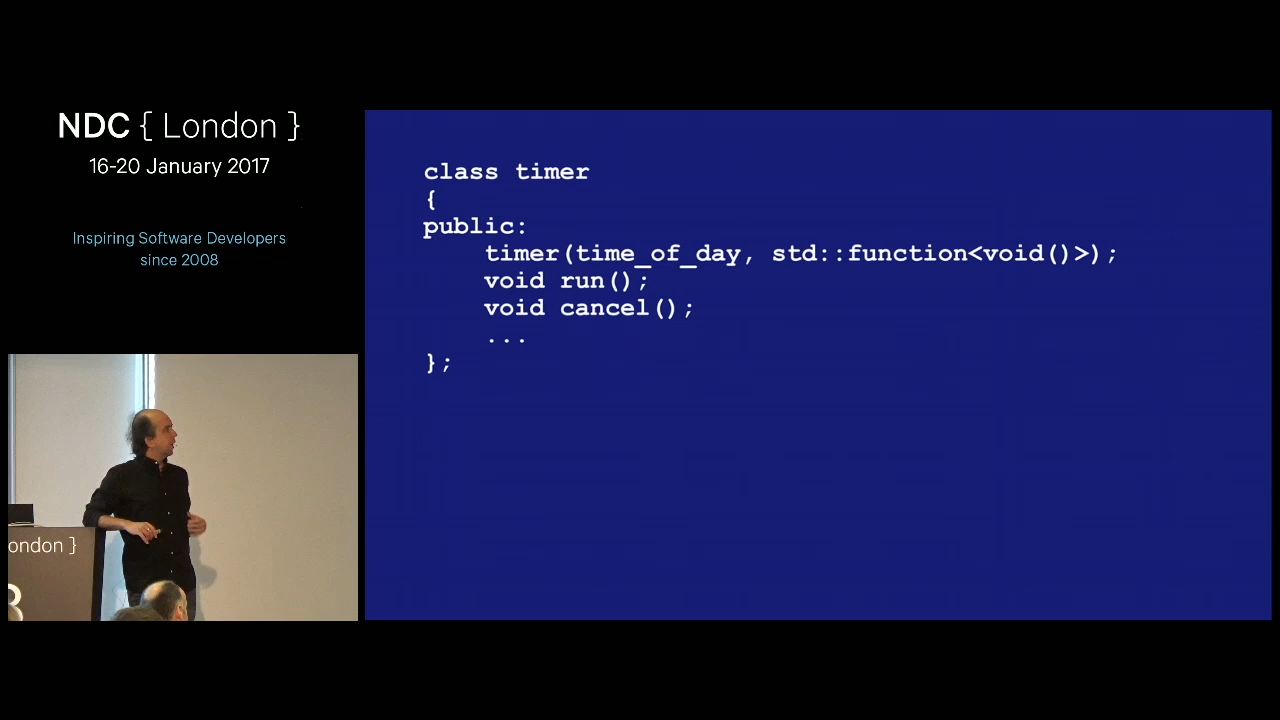 NDC { London }
16-20 January 2017
Inspiring Software Developers
since 2008
class timer
{
public:
    timer(time_of_day, std::function<void()>);
    void run();
    void cancel();
    ...
};
ondon }